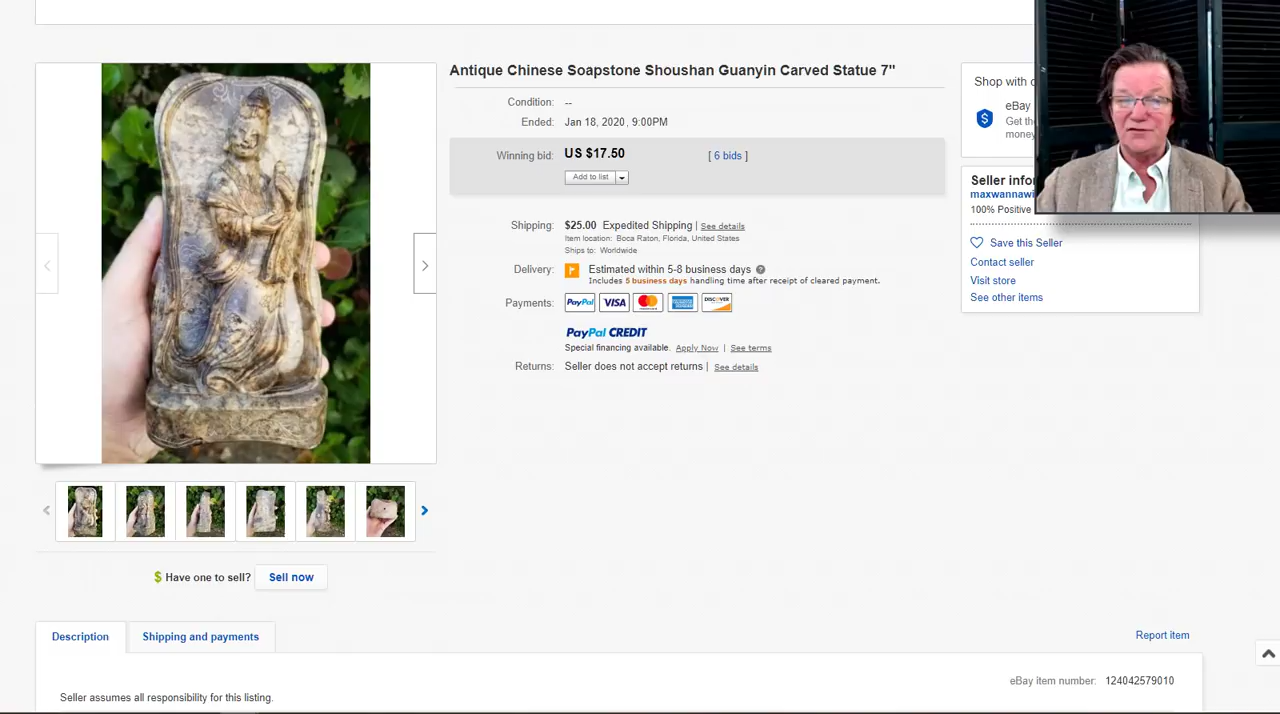 Antique Chinese Soapstone Shoushan Guanyin Carved Statue 7"
Condition: --
Ended: Jan 18, 2020 , 9:00PM
Winning bid: US $17.50 [ 6 bids ]
Add to list
Shipping: $25.00 Expedited Shipping | See details
Item location: Boca Raton, Florida, United States
Ships to: Worldwide
Delivery: Estimated within 5-8 business days
Includes 5 business days handling time after receipt of cleared payment.
Payments: PayPal VISA DISCOVER
PayPal CREDIT
Special financing available. Apply Now | See terms
Returns: Seller does not accept returns | See details
Shop with
eBay
Get
Seller
100% Positive
Save this Seller
Contact seller
Visit store
See other items
$ Have one to sell? Sell now
Description
Shipping and payments
Report item
eBay item number: 124042579010
Seller assumes all responsibility for this listing.